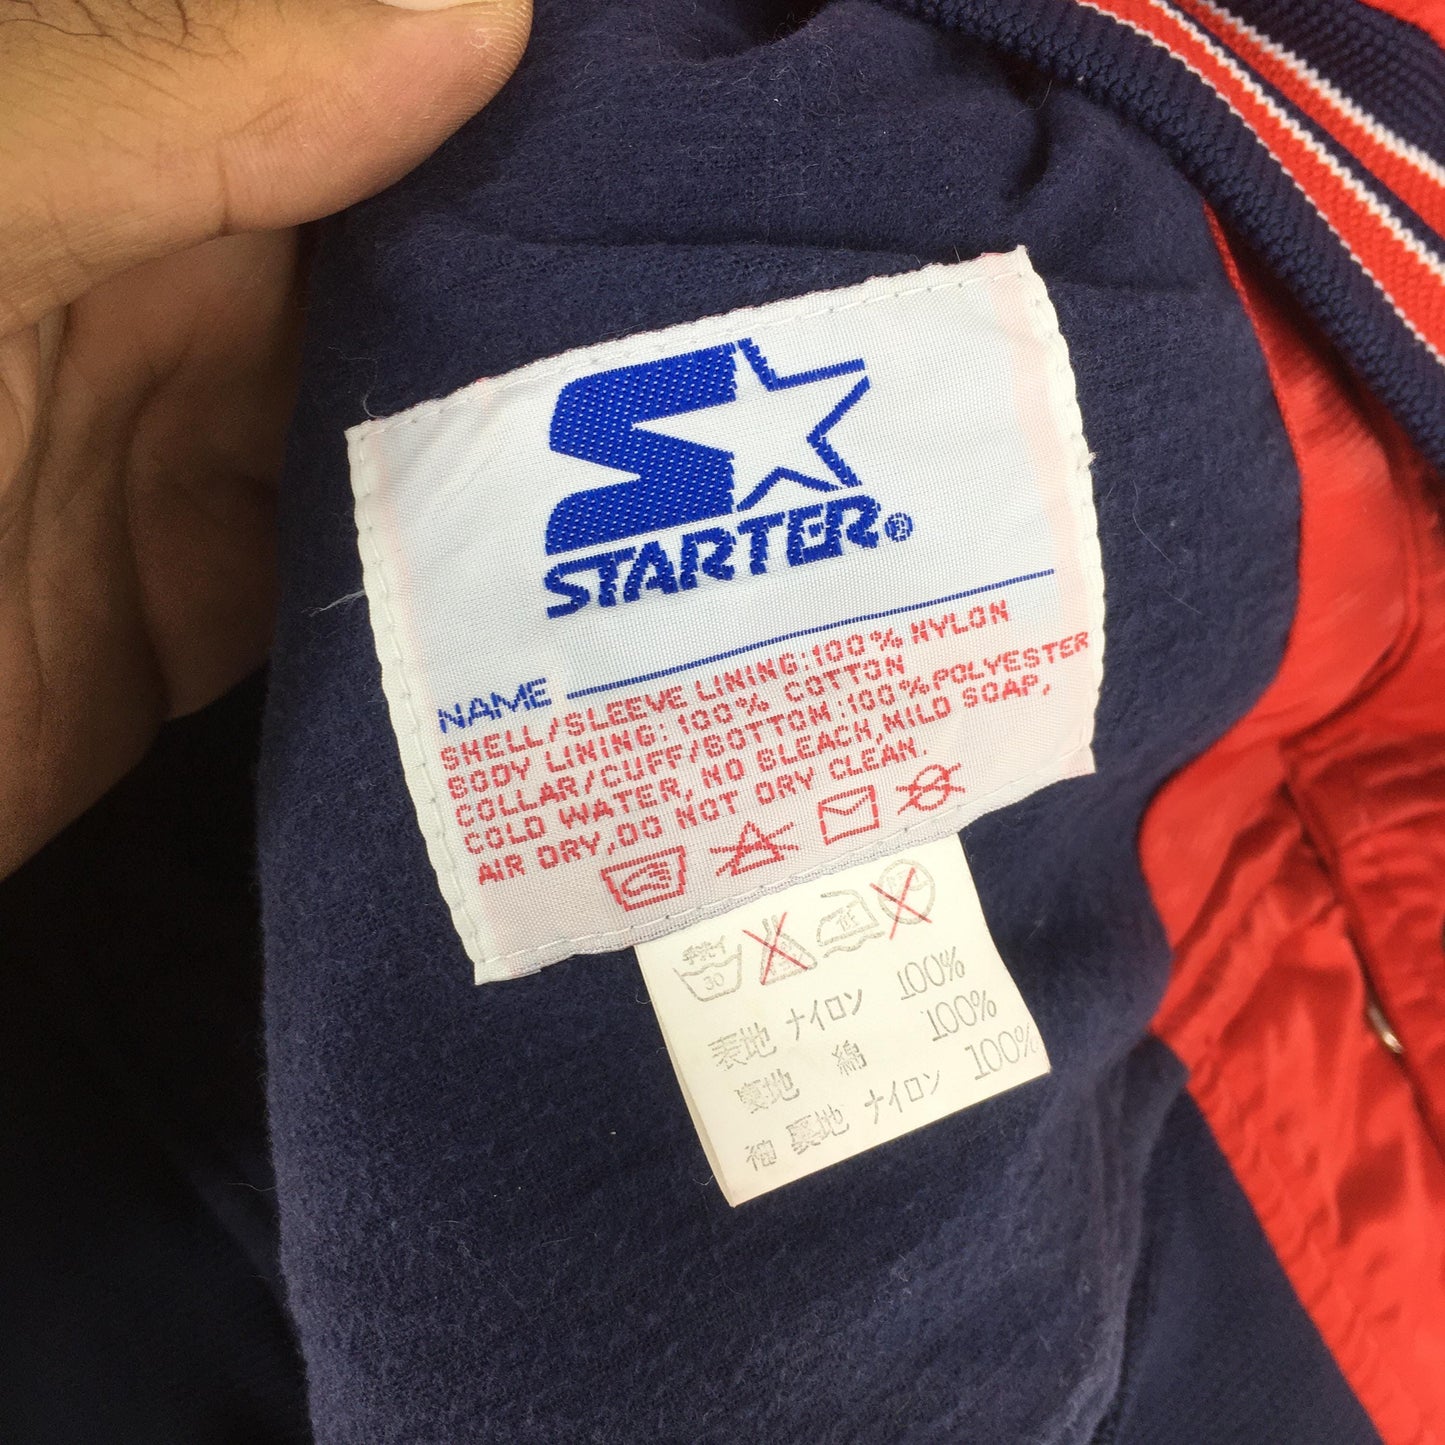 STARTER®
NAME
SHELL/SLEEVE LINING:100% NYLON
BODY LINING: 100% COTTON
COLLAR/CUFF/BOTTOM:100%POLYESTER
COLD WATER, NO BLEACH,MILD SOAP,
AIR DRY,DO NOT DRY CLEAN.
手洗イ
30
中
表地 ナイロン 100%
裏地 綿 100%
袖裏地 ナイロン 100%